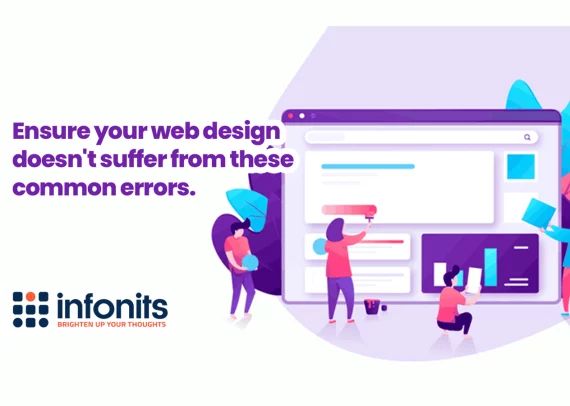 Ensure your web design
doesn't suffer from these
common errors.
infonits
BRIGHTEN UP YOUR THOUGHTS